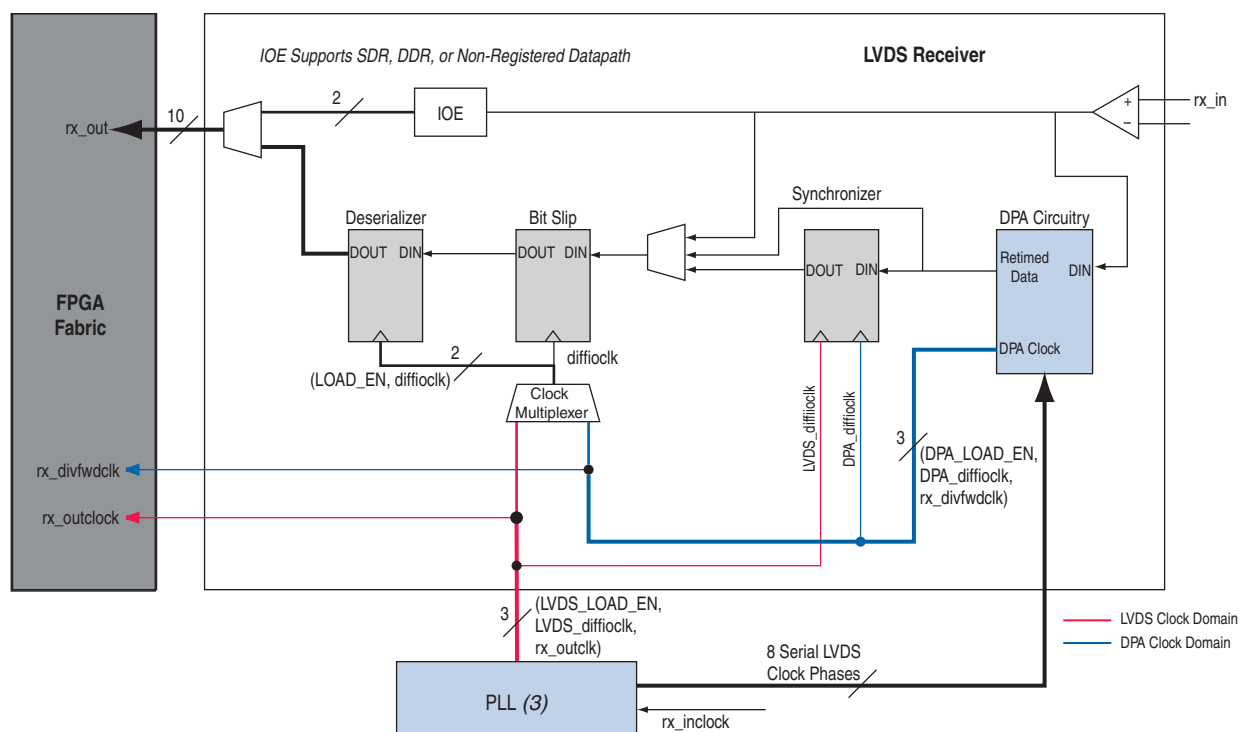 IOE Supports SDR, DDR, or Non-Registered Datapath
LVDS Receiver
rx_out
10
2
IOE
+
−
rx_in
Synchronizer
Deserializer
Bit Slip
DPA Circuitry
DOUT DIN
DOUT DIN
DOUT DIN
Retimed
Data
DIN
DPA Clock
FPGA
Fabric
2
(LOAD_EN, diffioclk)
diffioclk
Clock
Multiplexer
LVDS_diffiioclk
DPA_diffioclk
3
(DPA_LOAD_EN,
DPA_diffioclk,
rx_divfwdclk)
rx_divfwdclk
rx_outclock
3
(LVDS_LOAD_EN,
LVDS_diffioclk,
rx_outclk)
LVDS Clock Domain
DPA Clock Domain
8 Serial LVDS
Clock Phases
PLL (3)
rx_inclock